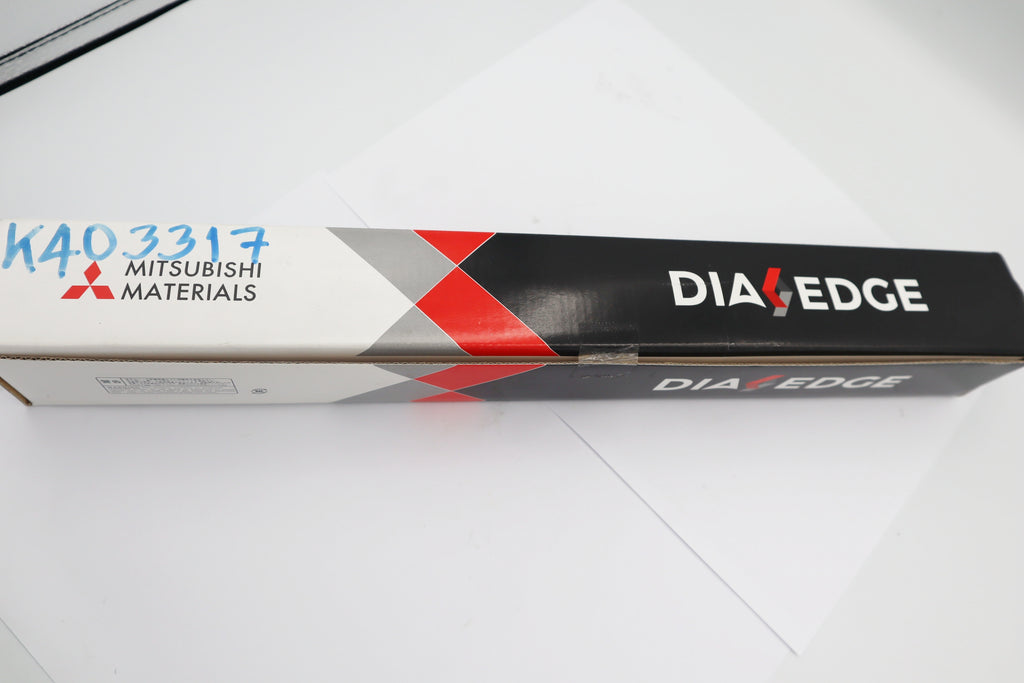 K403317
MITSUBISHI
MATERIALS
DIAEDGE
DIAEDGE